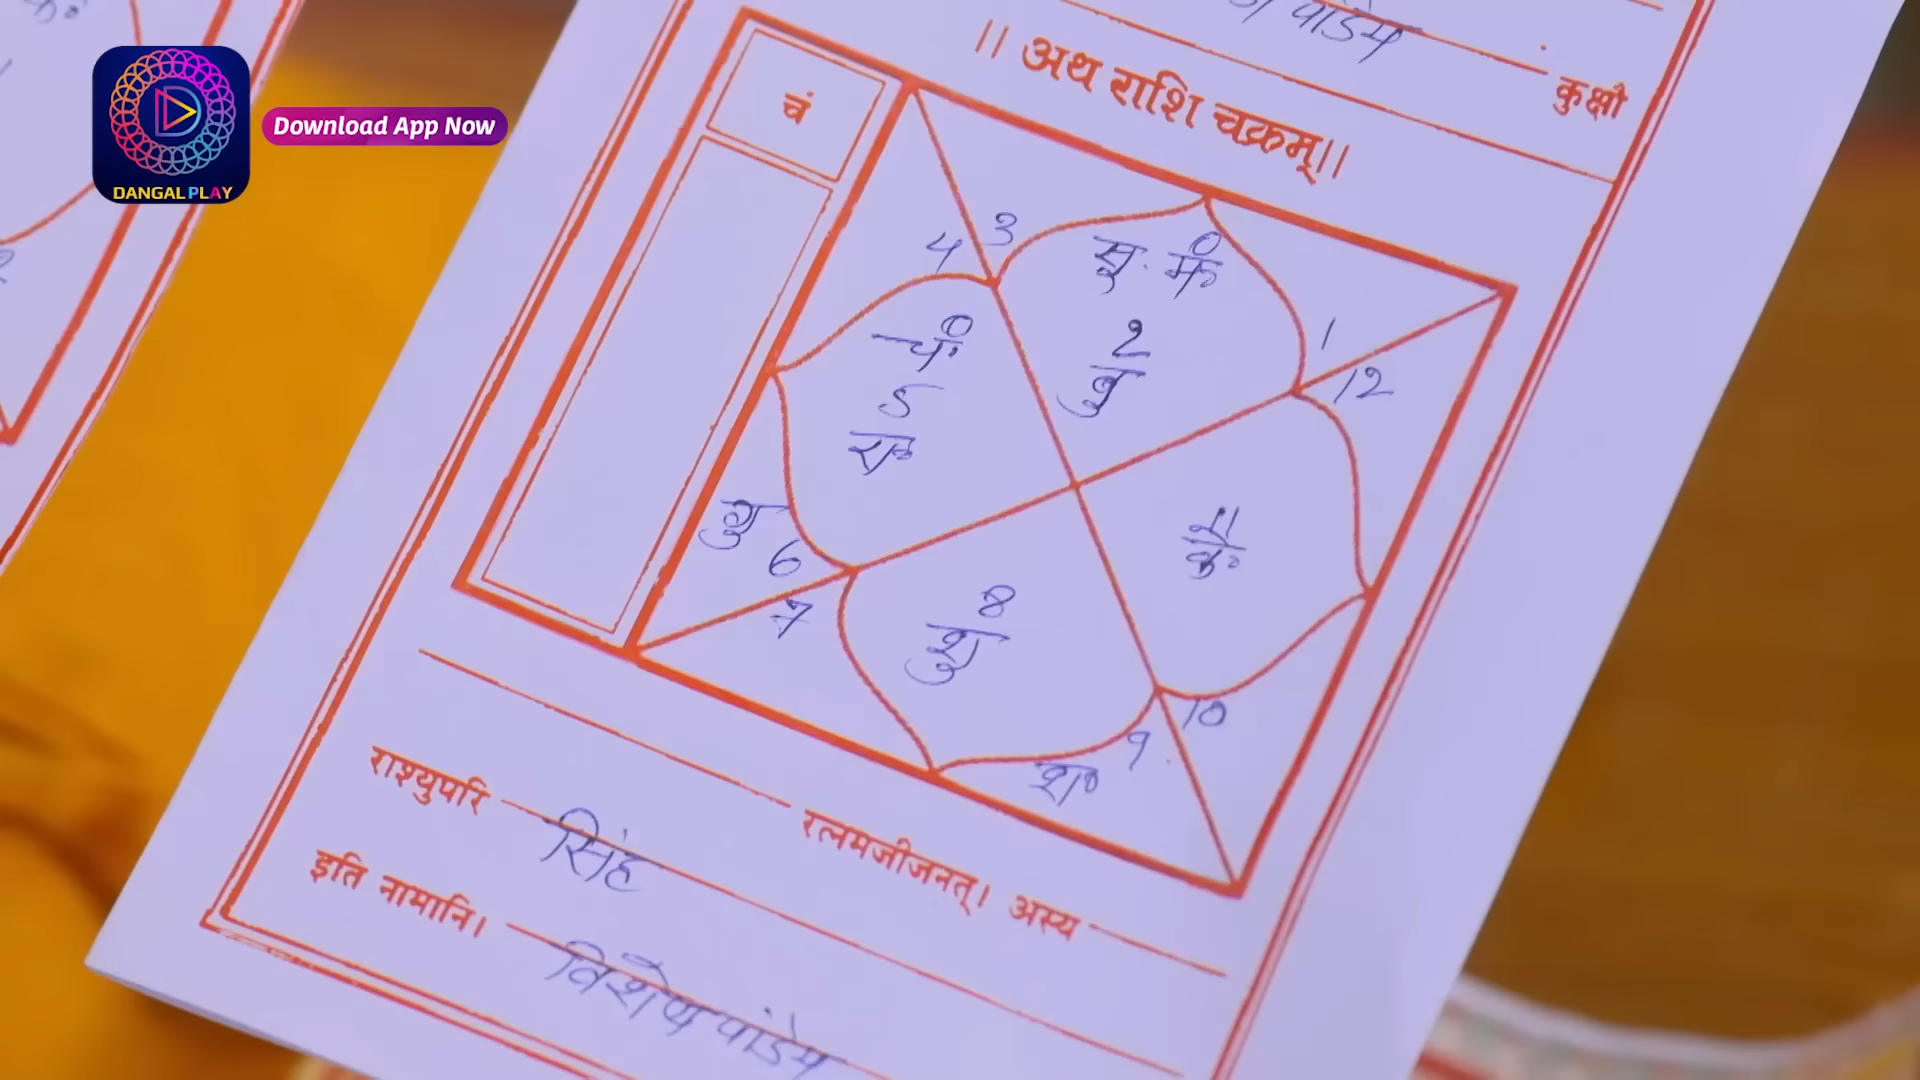 DANGAL PLAY
Download App Now
पांडेय
कुक्षौ
।। अथ राशि चक्रम्।।
चं
सू. मं
3
4
2
बु
1
12
चं
5
रा
11
के
6
7
8
9
10
राश्युपरि सिंह रत्नमजीजनत्। अस्य
इति नामानि। विशेष पांडेय